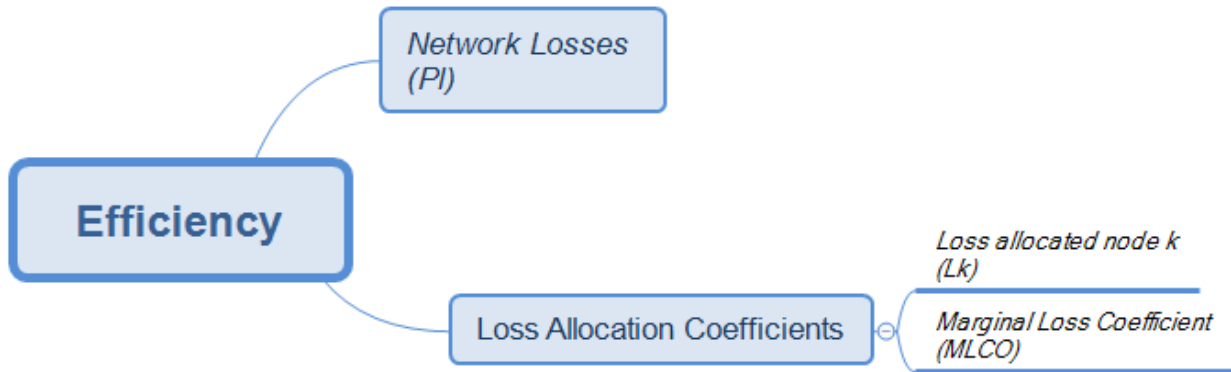 Network Losses
(Pl)
Efficiency
Loss Allocation Coefficients
Loss allocated node k
(Lk)
Marginal Loss Coefficient
(MLCO)